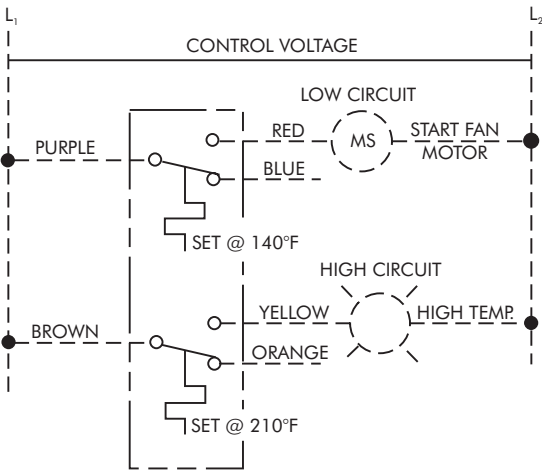 L1
L2
CONTROL VOLTAGE
LOW CIRCUIT
PURPLE
RED
MS
START FAN
MOTOR
BLUE
SET @ 140°F
HIGH CIRCUIT
BROWN
YELLOW
HIGH TEMP.
ORANGE
SET @ 210°F